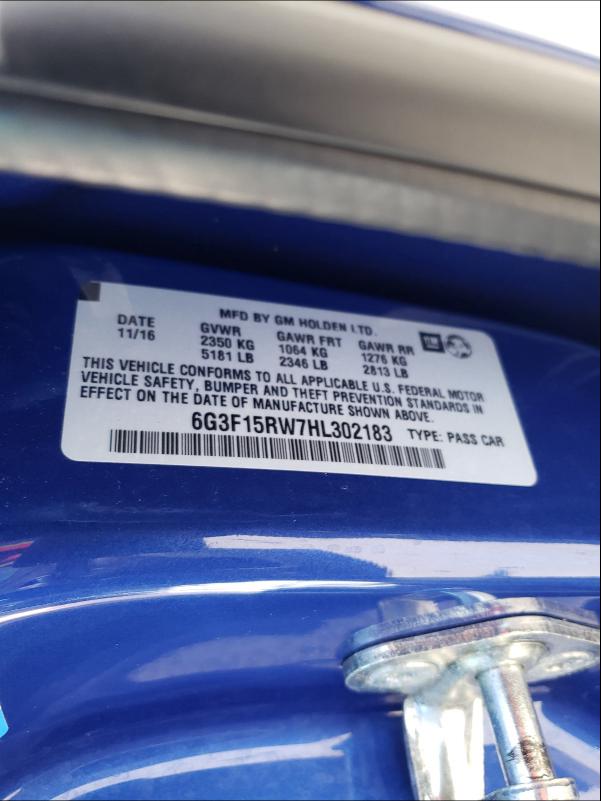 MFD BY GM HOLDEN LTD.
DATE GVWR GAWR FRT GAWR RR GM
11/16 2350 KG 1064 KG 1276 KG
5181 LB 2346 LB 2813 LB
THIS VEHICLE CONFORMS TO ALL APPLICABLE U.S. FEDERAL MOTOR
VEHICLE SAFETY, BUMPER AND THEFT PREVENTION STANDARDS IN
EFFECT ON THE DATE OF MANUFACTURE SHOWN ABOVE.
6G3F15RW7HL302183 TYPE: PASS CAR